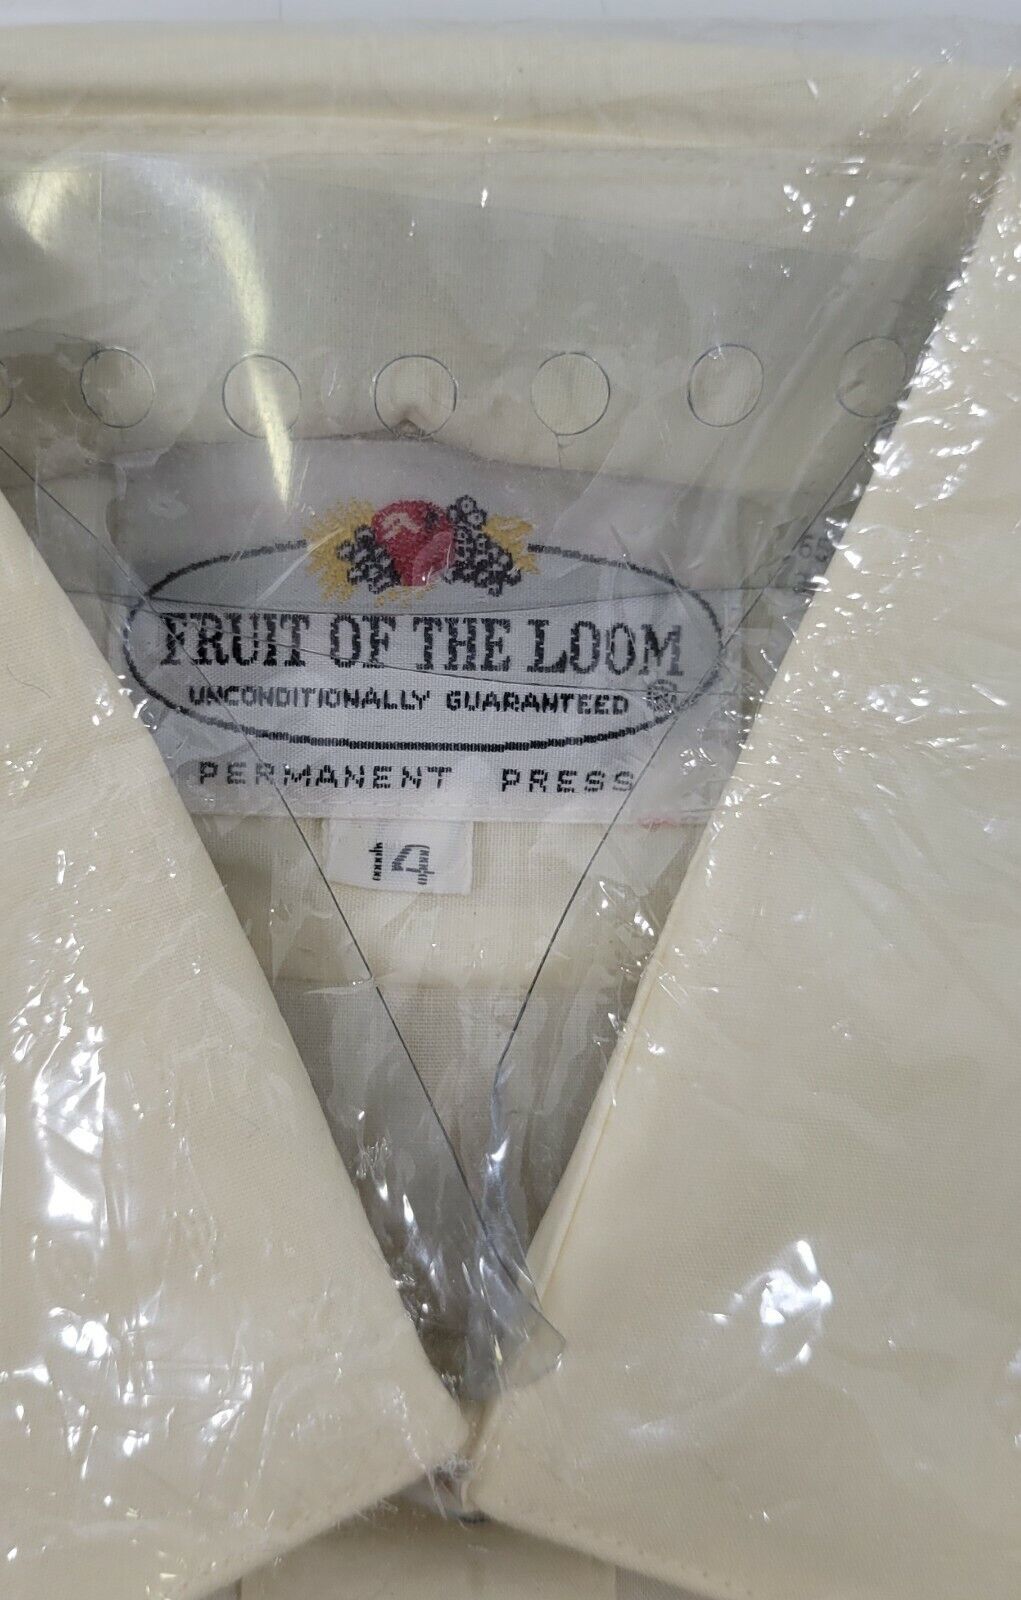 FRUIT OF THE LOOM
UNCONDITIONALLY GUARANTEED ®
PERMANENT PRESS
14